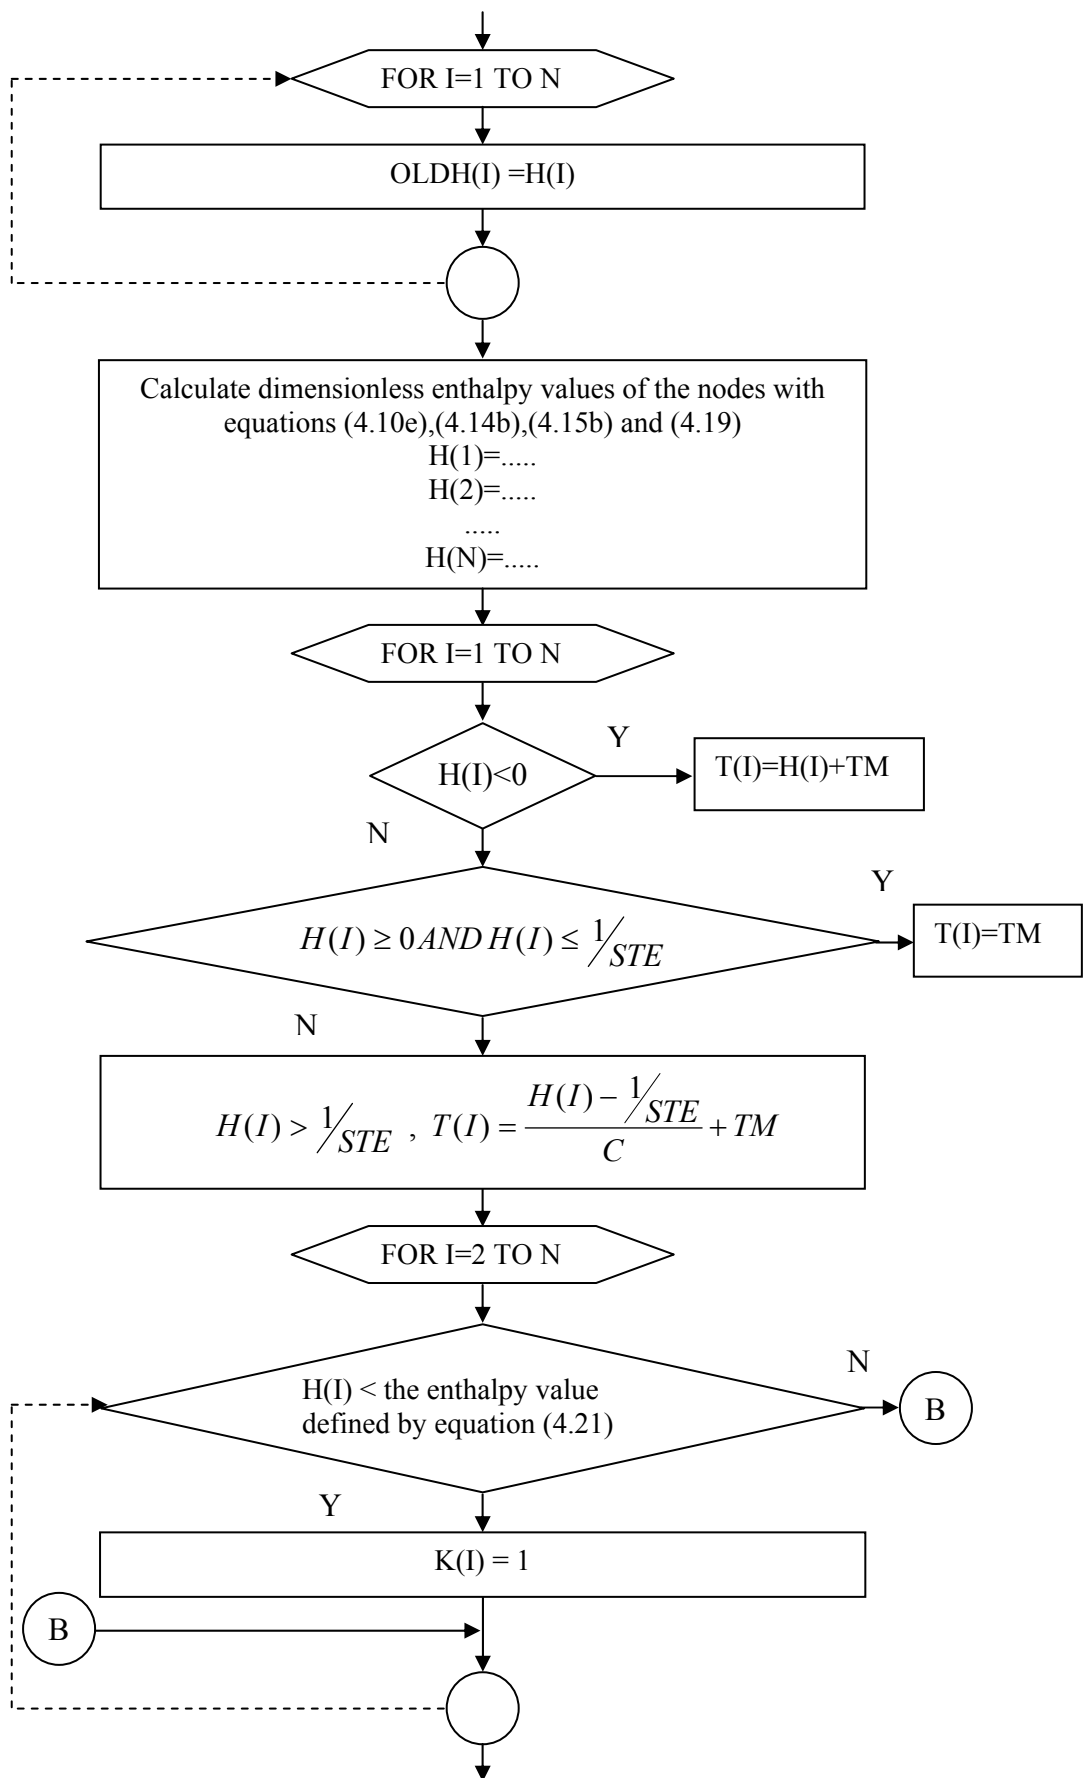 FOR I=1 TO N
OLDH(I) =H(I)
Calculate dimensionless enthalpy values of the nodes with
equations (4.10e),(4.14b),(4.15b) and (4.19)
H(1)=.....
H(2)=.....
.....
H(N)=.....
FOR I=1 TO N
H(I)<0
Y
T(I)=H(I)+TM
N
H(I) ≥ 0 AND H(I) ≤ 1/STE
Y
T(I)=TM
N
H(I) > 1/STE , T(I) = (H(I) − 1/STE)/C + TM
FOR I=2 TO N
H(I) < the enthalpy value
defined by equation (4.21)
N
B
Y
K(I) = 1
B